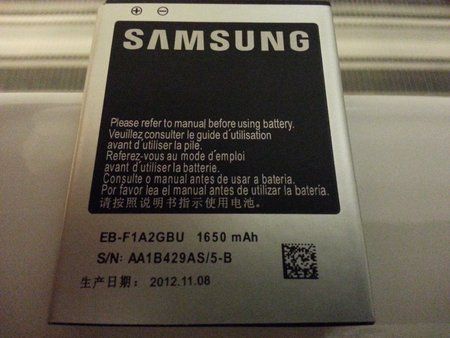 SAMSUNG
Please refer to manual before using battery.
Veuillez consulter le guide d'utilisation
avant d'utiliser la pile.
Referez-vous au mode d'emploi
avant d'utiliser la batterie.
Consulte o manual antes de usar a bateria.
Por favor lea el manual antes de utilizar la bateria.
请按照说明书指示使用电池。
EB-F1A2GBU 1650 mAh
S/N: AA1B429AS/5-B
生产日期: 2012.11.08